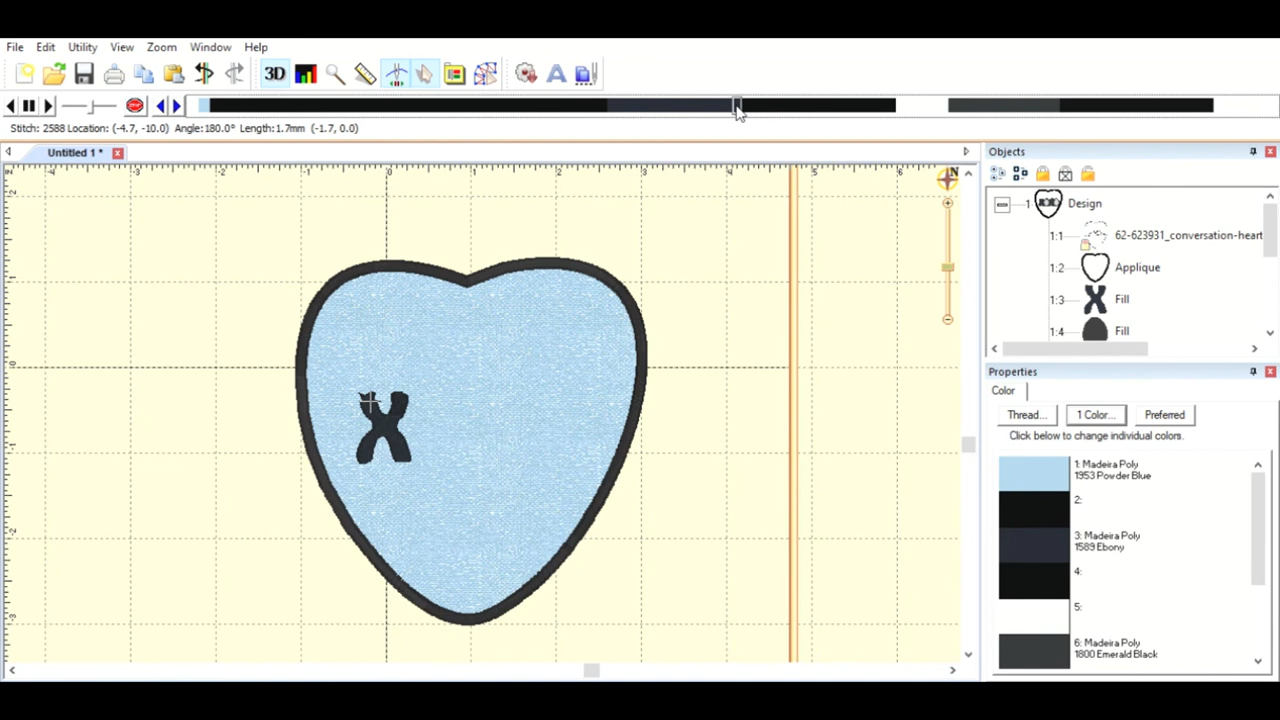 File Edit Utility View Zoom Window Help
3D
Stitch: 2588 Location: (-4.7, -10.0) Angle:180.0° Length:1.7mm (-1.7, 0.0)
Untitled 1 *
Objects
N
1 Design
1:1 62-623931_conversation-heart
1:2 Applique
1:3 Fill
1:4 Fill
Properties
Color
Thread... 1 Color... Preferred
Click below to change individual colors.
1: Madeira Poly
1953 Powder Blue
2:
3: Madeira Poly
1589 Ebony
4:
5:
6: Madeira Poly
1800 Emerald Black
X